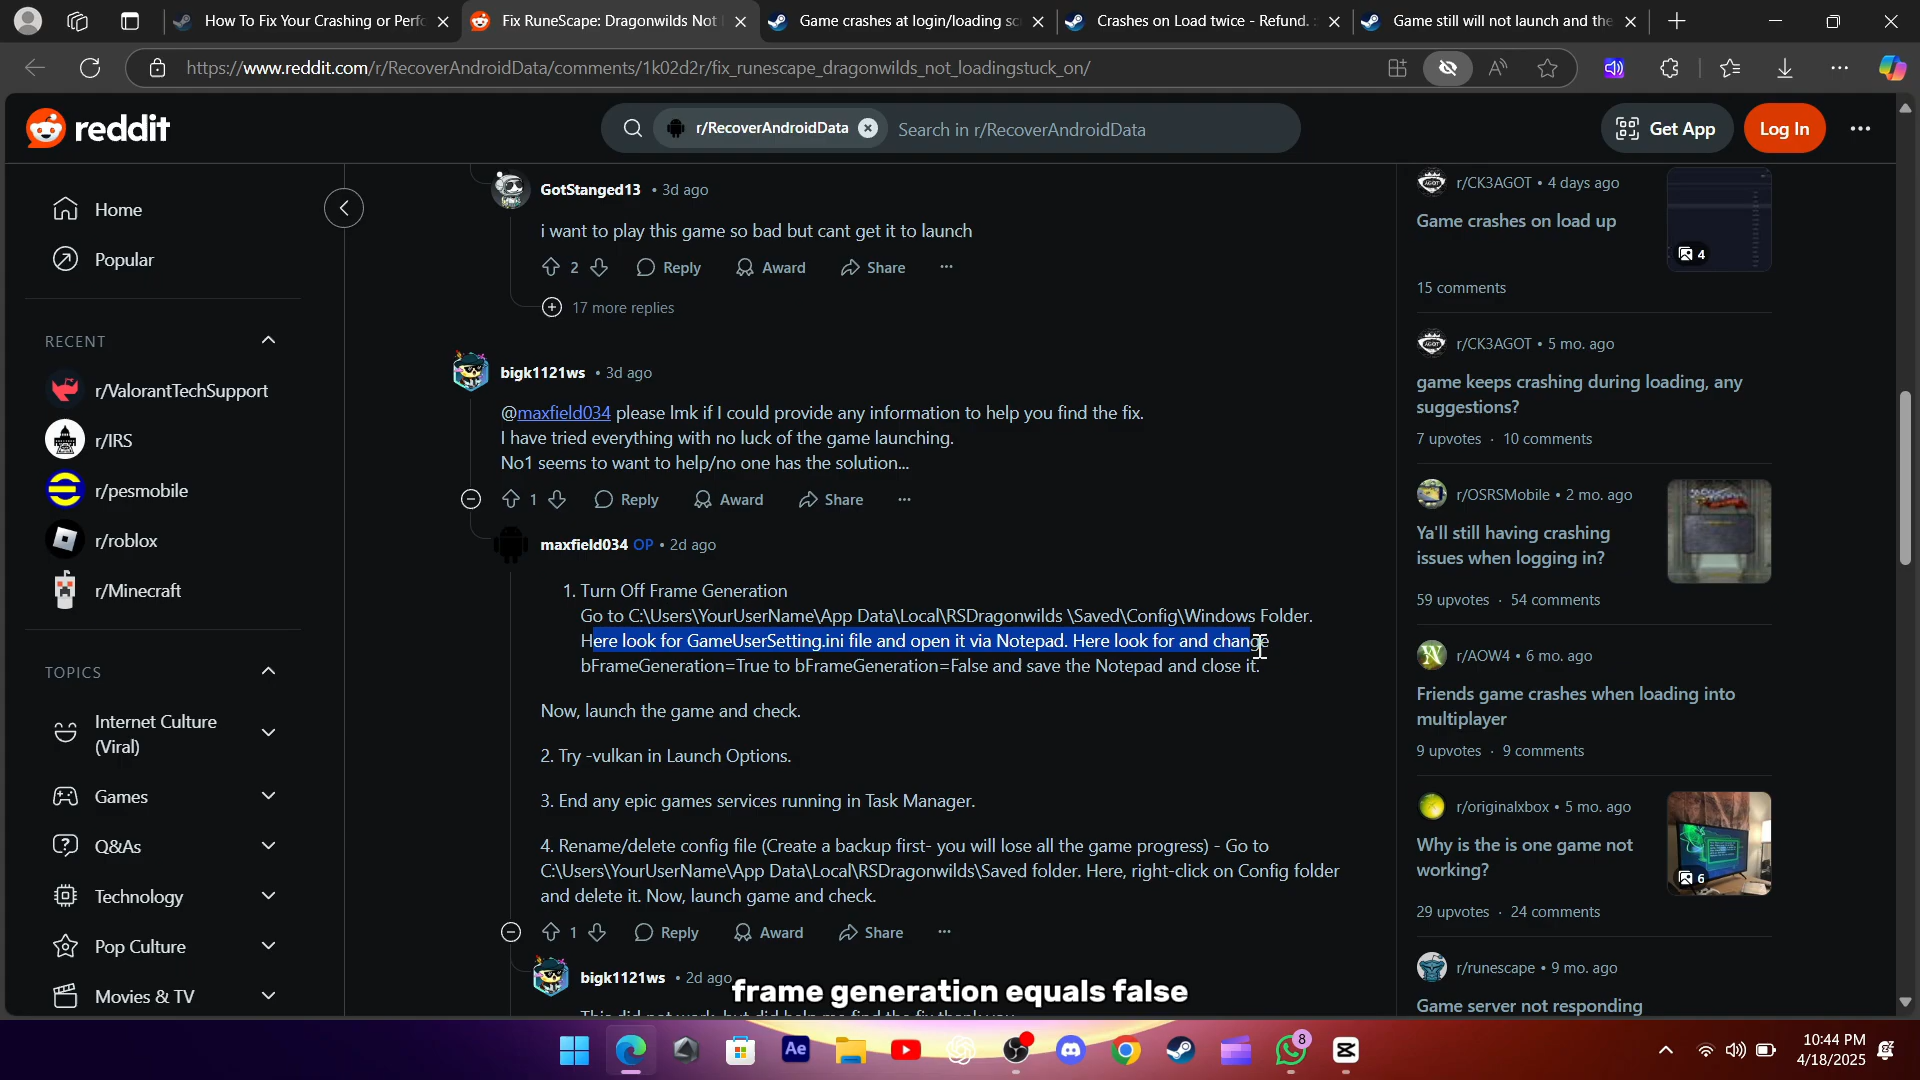 How To Fix Your Crashing or Perfo
Fix RuneScape: Dragonwilds Not
Game crashes at login/loading sc
Crashes on Load twice - Refund. :
Game still will not launch and the
https://www.reddit.com/r/RecoverAndroidData/comments/1k02d2r/fix_runescape_dragonwilds_not_loadingstuck_on/
reddit
r/RecoverAndroidData
Search in r/RecoverAndroidData
Get App
Log In
Home
Popular
RECENT
r/ValorantTechSupport
r/IRS
r/pesmobile
r/roblox
r/Minecraft
TOPICS
Internet Culture
(Viral)
Games
Q&As
Technology
Pop Culture
Movies & TV
GotStanged13 • 3d ago
i want to play this game so bad but cant get it to launch
2
Reply
Award
Share
17 more replies
bigk1121ws • 3d ago
@maxfield034 please lmk if I could provide any information to help you find the fix.
I have tried everything with no luck of the game launching.
No1 seems to want to help/no one has the solution...
1
Reply
Award
Share
maxfield034 OP • 2d ago
1. Turn Off Frame Generation
Go to C:\Users\YourUserName\App Data\Local\RSDragonwilds \Saved\Config\Windows Folder.
Here look for GameUserSetting.ini file and open it via Notepad. Here look for and change
bFrameGeneration=True to bFrameGeneration=False and save the Notepad and close it.
Now, launch the game and check.
2. Try -vulkan in Launch Options.
3. End any epic games services running in Task Manager.
4. Rename/delete config file (Create a backup first- you will lose all the game progress) - Go to
C:\Users\YourUserName\App Data\Local\RSDragonwilds\Saved folder. Here, right-click on Config folder
and delete it. Now, launch game and check.
1
Reply
Award
Share
bigk1121ws • 2d ago
This did not work, but did help me find the fix thank you
frame generation equals false
r/CK3AGOT • 4 days ago
Game crashes on load up
4
15 comments
r/CK3AGOT • 5 mo. ago
game keeps crashing during loading, any
suggestions?
7 upvotes · 10 comments
r/OSRSMobile • 2 mo. ago
Ya'll still having crashing
issues when logging in?
59 upvotes · 54 comments
r/AOW4 • 6 mo. ago
Friends game crashes when loading into
multiplayer
9 upvotes · 9 comments
r/originalxbox • 5 mo. ago
Why is the is one game not
working?
6
29 upvotes · 24 comments
r/runescape • 9 mo. ago
Game server not responding
Ae
8
10:44 PM
4/18/2025